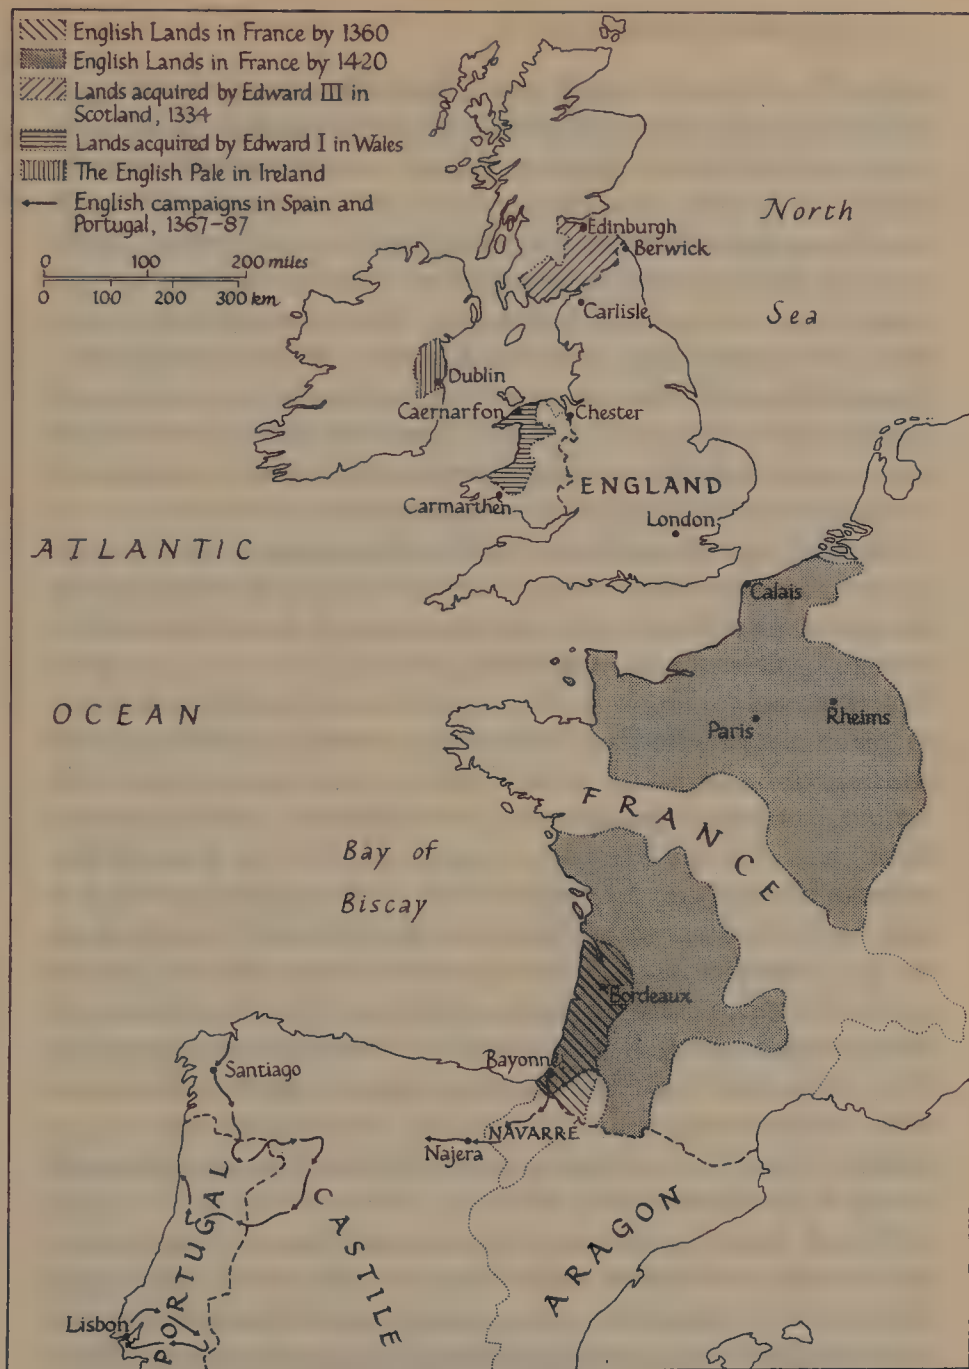 English Lands in France by 1360
English Lands in France by 1420
Lands acquired by Edward III in
Scotland, 1334
Lands acquired by Edward I in Wales
The English Pale in Ireland
English campaigns in Spain and
Portugal, 1367–87
0 100 200 miles
0 100 200 300 km
North
Sea
Edinburgh
Berwick
Carlisle
Dublin
Caernarfon
Chester
ENGLAND
Carmarthen
London
ATLANTIC
OCEAN
Calais
Rheims
Paris
FRANCE
Bay of
Biscay
Bordeaux
Bayonne
Santiago
NAVARRE
Najera
PORTUGAL
CASTILE
ARAGON
Lisbon